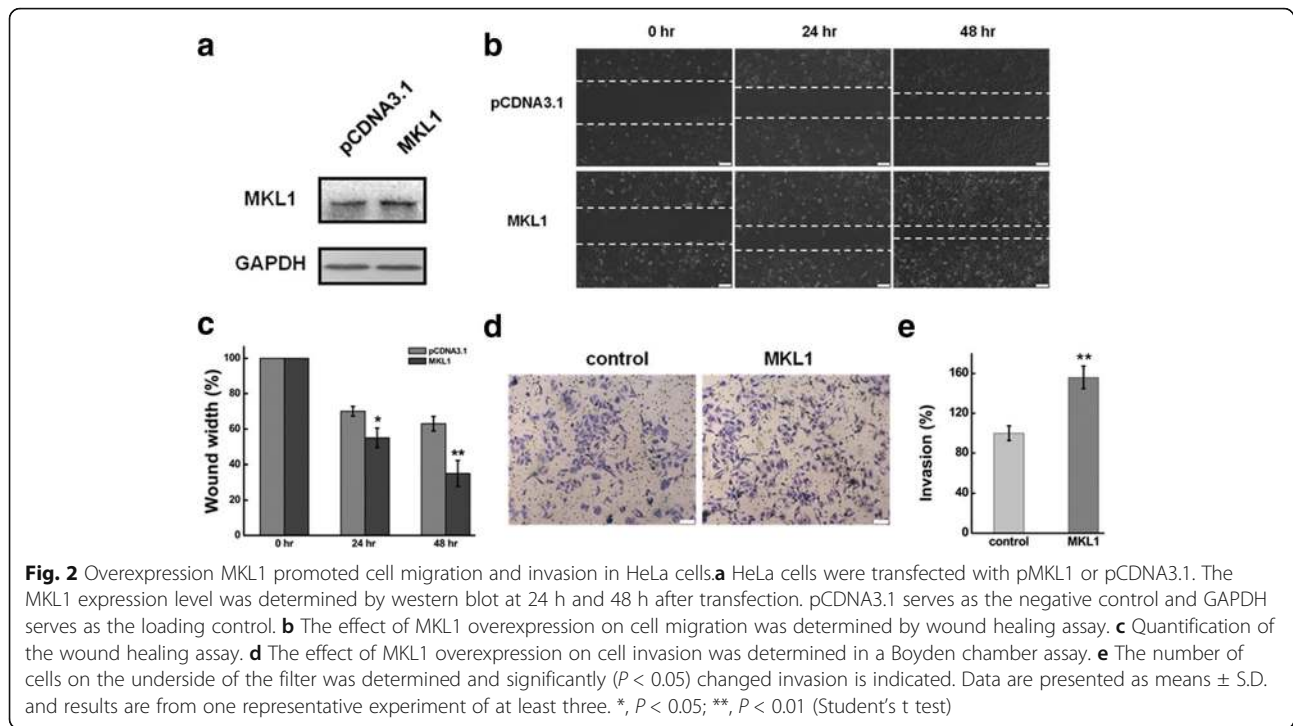 a
pCDNA3.1
MKL1
MKL1
GAPDH
b
0 hr
24 hr
48 hr
pCDNA3.1
MKL1
c
Wound width (%)
100
80
60
40
20
0
pCDNA3.1
MKL1
*
**
0 hr
24 hr
48 hr
d
control
MKL1
e
Invasion (%)
160
120
80
40
0
**
control
MKL1
Fig. 2 Overexpression MKL1 promoted cell migration and invasion in HeLa cells.a HeLa cells were transfected with pMKL1 or pCDNA3.1. The
MKL1 expression level was determined by western blot at 24 h and 48 h after transfection. pCDNA3.1 serves as the negative control and GAPDH
serves as the loading control. b The effect of MKL1 overexpression on cell migration was determined by wound healing assay. c Quantification of
the wound healing assay. d The effect of MKL1 overexpression on cell invasion was determined in a Boyden chamber assay. e The number of
cells on the underside of the filter was determined and significantly (P < 0.05) changed invasion is indicated. Data are presented as means ± S.D.
and results are from one representative experiment of at least three. *, P < 0.05; **, P < 0.01 (Student's t test)